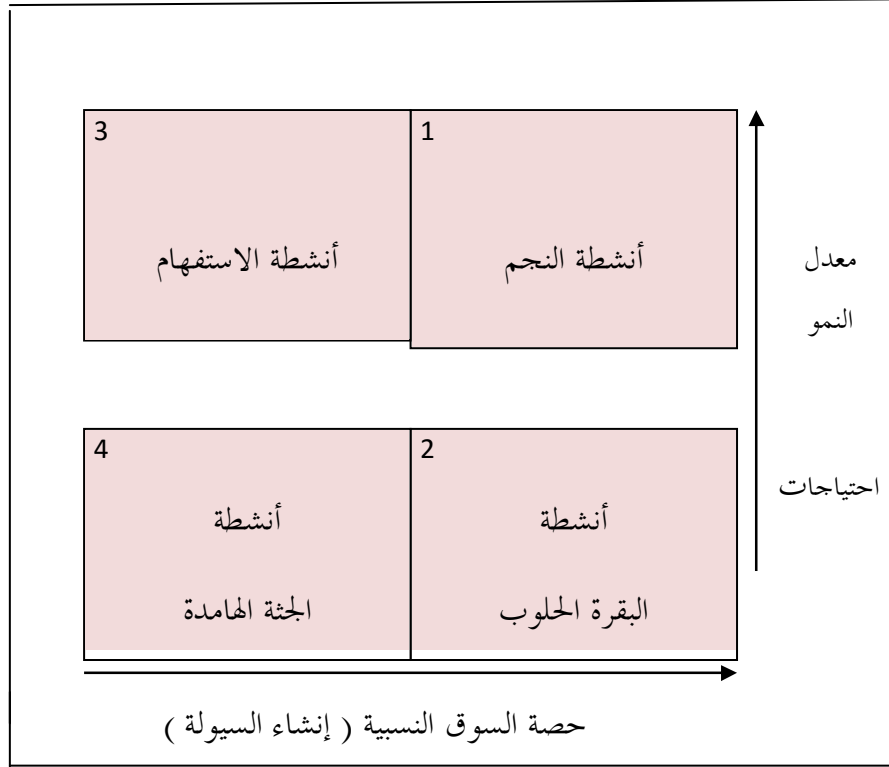 1
أنشطة النجم
3
أنشطة الاستفهام
معدل
النمو
2
أنشطة
البقرة الحلوب
4
أنشطة
الجثة الهامدة
احتياجات
حصة السوق النسبية ( إنشاء السيولة )